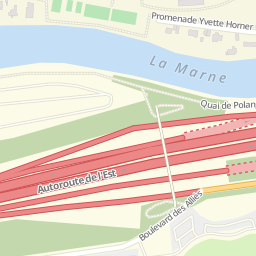 Promenade Yvette Horner
La Marne
Quai de Polan
Autoroute de l'Est
Boulevard des Alliés